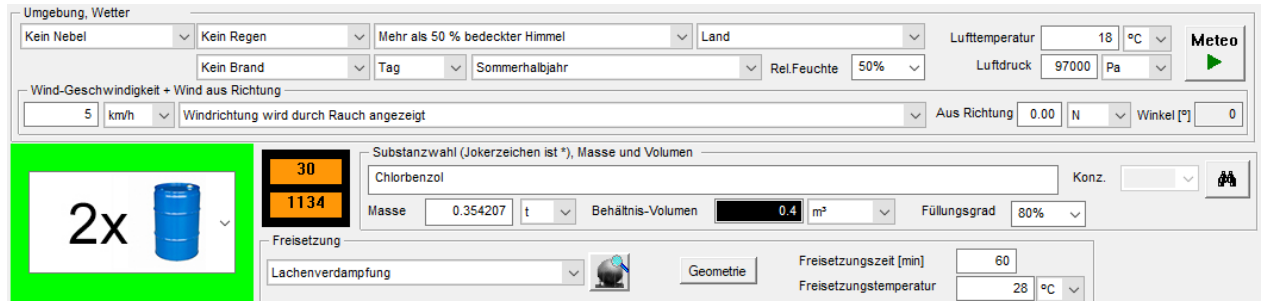 Umgebung, Wetter
Kein Nebel Kein Regen Mehr als 50 % bedeckter Himmel Land Lufttemperatur 18 ºC Meteo
Kein Brand Tag Sommerhalbjahr Rel.Feuchte 50% Luftdruck 97000 Pa
Wind-Geschwindigkeit + Wind aus Richtung
5 km/h Windrichtung wird durch Rauch angezeigt Aus Richtung 0.00 N Winkel [º] 0
Substanzwahl (Jokerzeichen ist *), Masse und Volumen
30 Chlorbenzol Konz.
1134 Masse 0.354207 t Behältnis-Volumen 0.4 m³ Füllungsgrad 80%
2x
Freisetzung
Lachenverdampfung Geometrie Freisetzungszeit [min] 60
Freisetzungstemperatur 28 ºC